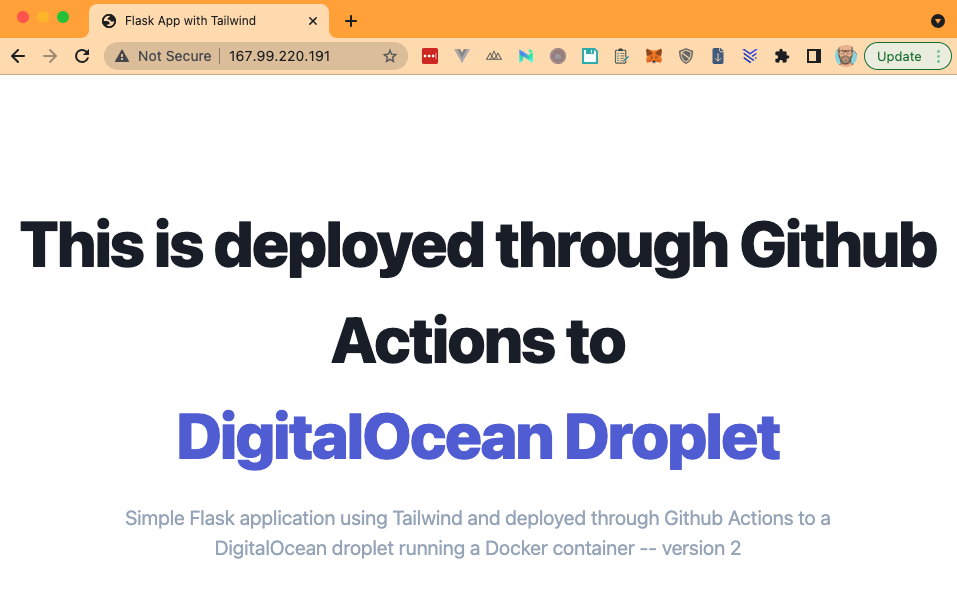 Flask App with Tailwind
Not Secure 167.99.220.191
Update
This is deployed through Github
Actions to
DigitalOcean Droplet
Simple Flask application using Tailwind and deployed through Github Actions to a
DigitalOcean droplet running a Docker container -- version 2